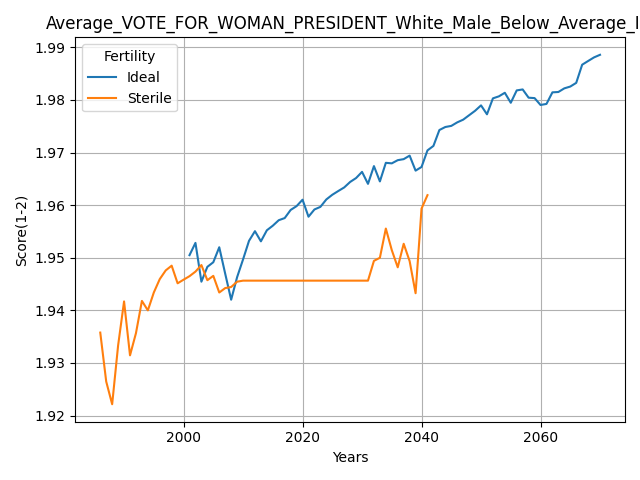 Average_VOTE_FOR_WOMAN_PRESIDENT_White_Male_Below_Average_
Fertility
Ideal
Sterile
Score(1-2)
1.99
1.98
1.97
1.96
1.95
1.94
1.93
1.92
2000 2020 2040 2060
Years